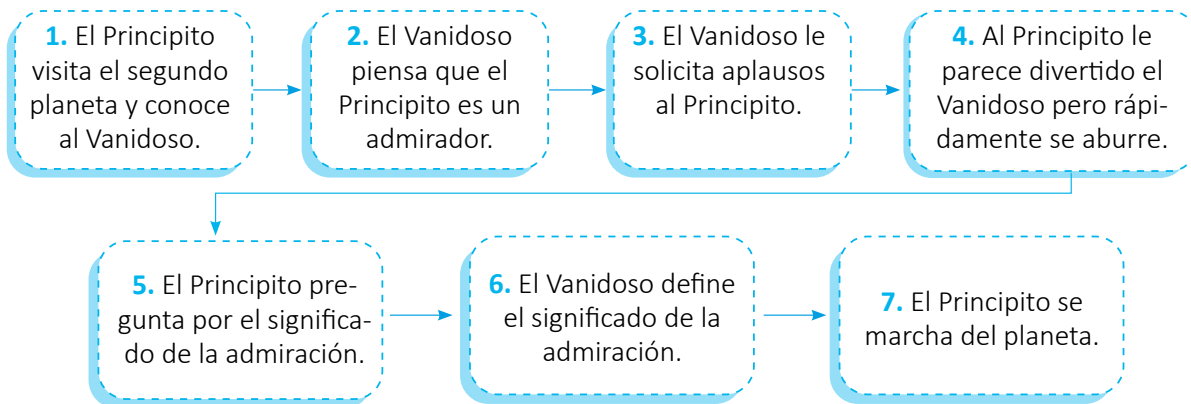 1. El Principito
visita el segundo
planeta y conoce
al Vanidoso.
2. El Vanidoso
piensa que el
Principito es un
admirador.
3. El Vanidoso le
solicita aplausos
al Principito.
4. Al Principito le
parece divertido el
Vanidoso pero rápi-
damente se aburre.
5. El Principito pre-
gunta por el significa-
do de la admiración.
6. El Vanidoso define
el significado de la
admiración.
7. El Principito se
marcha del planeta.